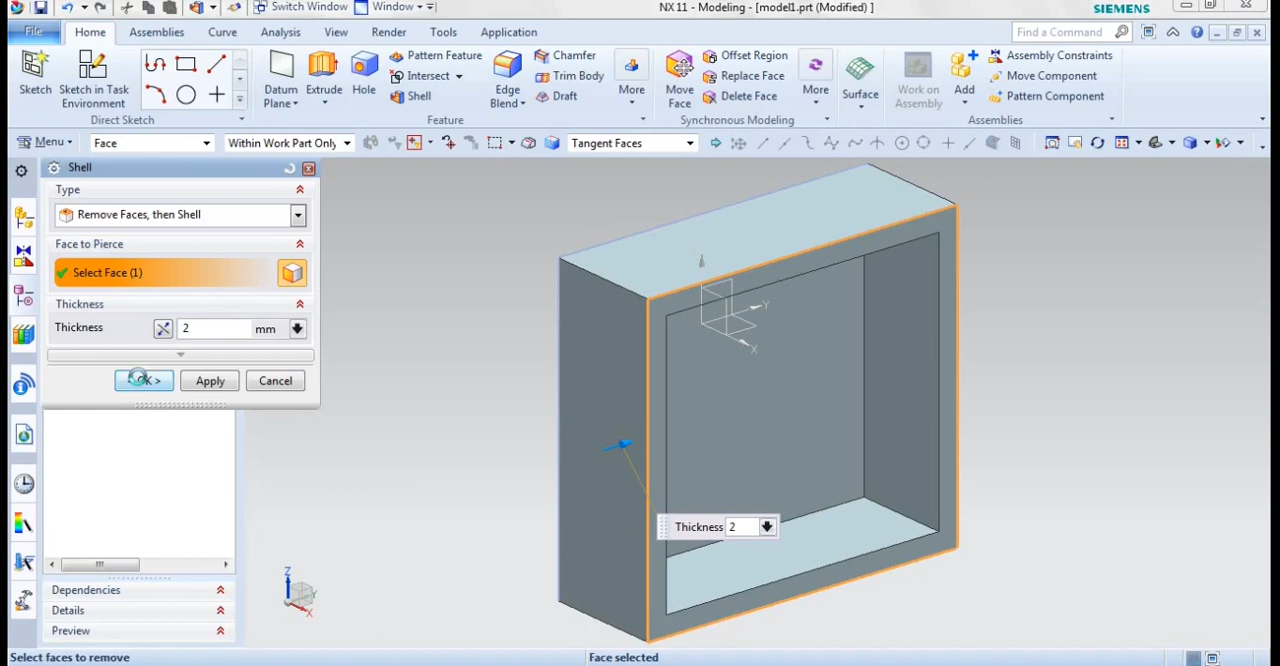 Switch Window Window NX 11 - Modeling - [model1.prt (Modified) ] SIEMENS
File Home Assemblies Curve Analysis View Render Tools Application Find a Command
Sketch Sketch in Task Environment Direct Sketch
Datum Plane Extrude Hole Pattern Feature Intersect Shell Edge Blend Chamfer Trim Body Draft More Feature
Move Face Offset Region Replace Face Delete Face More Synchronous Modeling
Surface
Work on Assembly Add Assembly Constraints Move Component Pattern Component Assemblies
Menu Face Within Work Part Only Tangent Faces
Shell
Type
Remove Faces, then Shell
Face to Pierce
Select Face (1)
Thickness
Thickness 2 mm
OK > Apply Cancel
Y
X
Thickness 2
Z
Y
X
Dependencies
Details
Preview
Select faces to remove Face selected